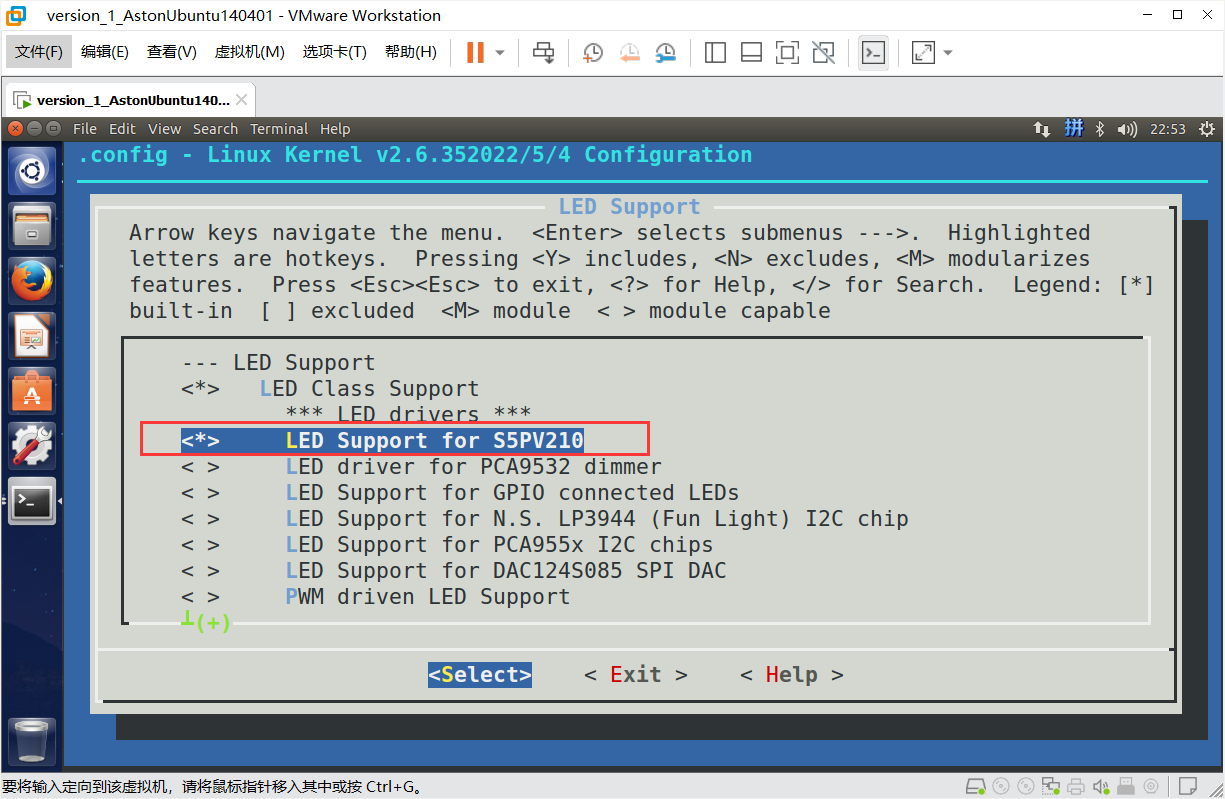 version_1_AstonUbuntu140401 - VMware Workstation
文件(F) 编辑(E) 查看(V) 虚拟机(M) 选项卡(T) 帮助(H)
version_1_AstonUbuntu140...
File Edit View Search Terminal Help 拼 22:53
.config - Linux Kernel v2.6.352022/5/4 Configuration
LED Support
Arrow keys navigate the menu.  <Enter> selects submenus --->.  Highlighted
letters are hotkeys.  Pressing <Y> includes, <N> excludes, <M> modularizes
features.  Press <Esc><Esc> to exit, <?> for Help, </> for Search.  Legend: [*]
built-in  [ ] excluded  <M> module  < > module capable
--- LED Support
<*>   LED Class Support
*** LED drivers ***
<*>     LED Support for S5PV210
< >     LED driver for PCA9532 dimmer
< >     LED Support for GPIO connected LEDs
< >     LED Support for N.S. LP3944 (Fun Light) I2C chip
< >     LED Support for PCA955x I2C chips
< >     LED Support for DAC124S085 SPI DAC
< >     PWM driven LED Support
┴(+)
<Select>    < Exit >    < Help >
要将输入定向到该虚拟机，请将鼠标指针移入其中或按 Ctrl+G。